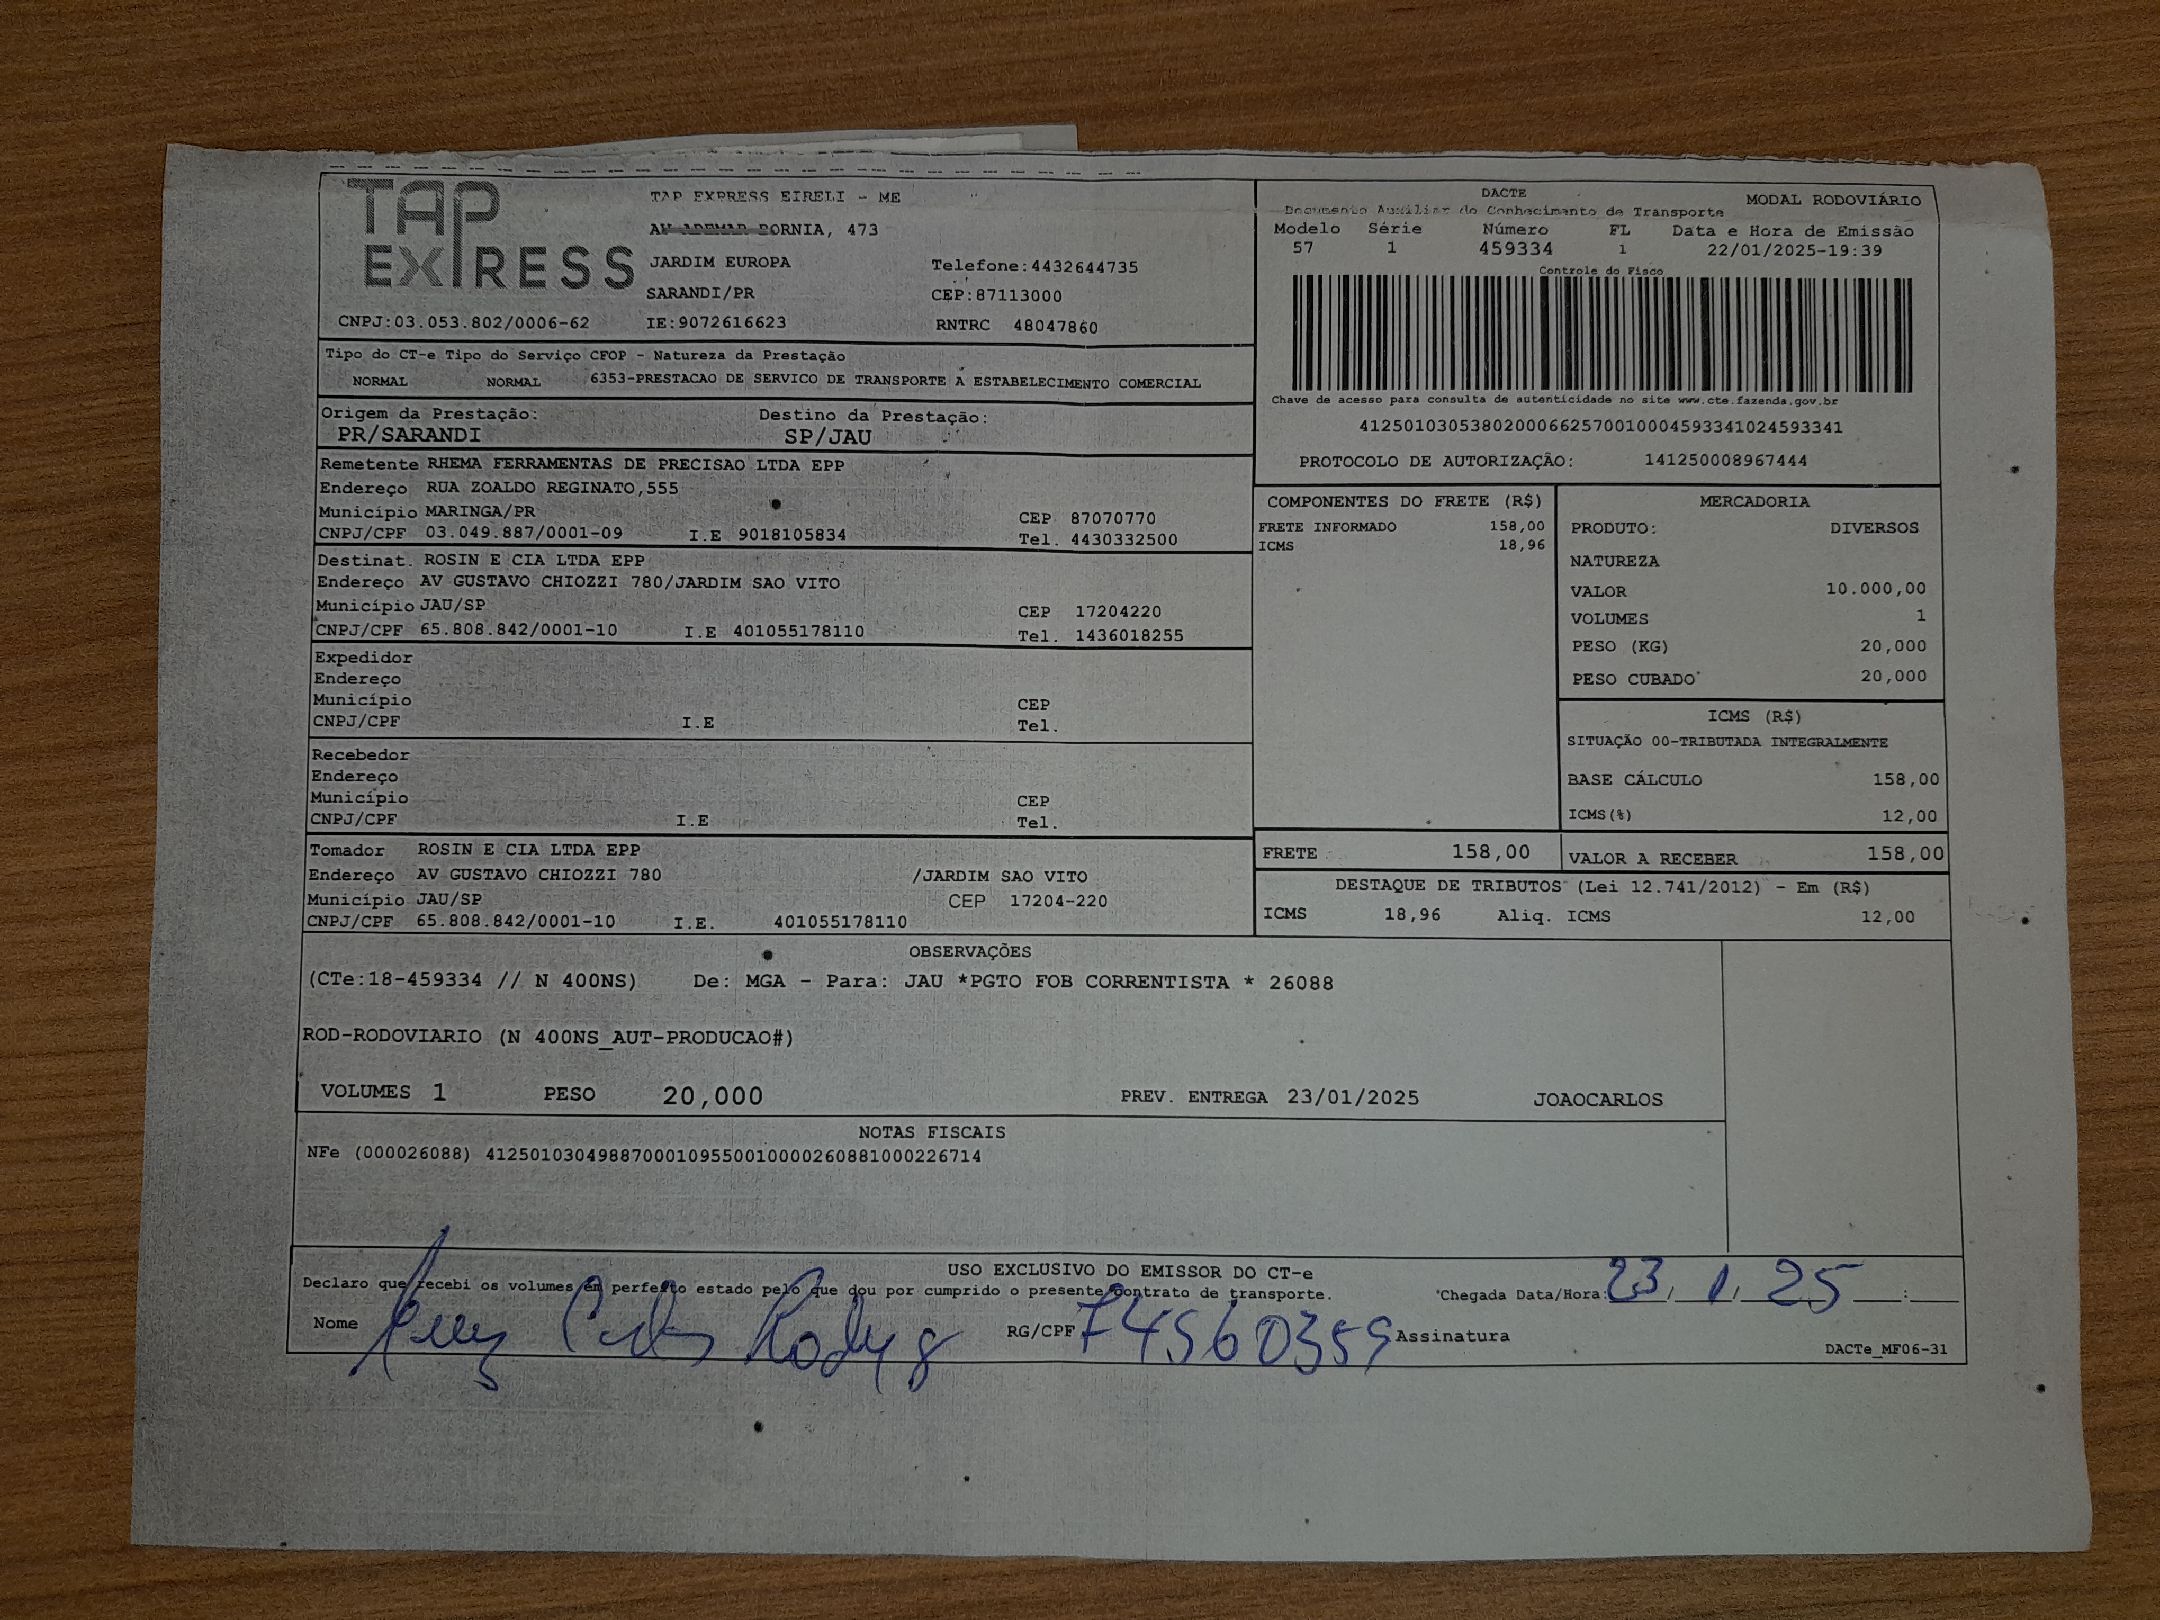 TAP EXPRESS
TAP EXPRESS EIRELI - ME
AV ADEMAR BORNIA, 473
JARDIM EUROPA Telefone:4432644735
SARANDI/PR CEP:87113000
CNPJ:03.053.802/0006-62 IE:9072616623 RNTRC 48047860
DACTE MODAL RODOVIÁRIO
Documento Auxiliar do Conhecimento de Transporte
Modelo Série Número FL Data e Hora de Emissão
57 1 459334 1 22/01/2025-19:39
Controle do Fisco
Chave de acesso para consulta de autenticidade no site www.cte.fazenda.gov.br
41250103053802000662570010004593341024593341
PROTOCOLO DE AUTORIZAÇÃO: 141250008967444
Tipo do CT-e Tipo do Serviço CFOP - Natureza da Prestação
NORMAL NORMAL 6353-PRESTACAO DE SERVICO DE TRANSPORTE A ESTABELECIMENTO COMERCIAL
Origem da Prestação: Destino da Prestação:
PR/SARANDI SP/JAU
Remetente RHEMA FERRAMENTAS DE PRECISAO LTDA EPP
Endereço RUA ZOALDO REGINATO,555
Município MARINGA/PR CEP 87070770
CNPJ/CPF 03.049.887/0001-09 I.E 9018105834 Tel. 4430332500
Destinat. ROSIN E CIA LTDA EPP
Endereço AV GUSTAVO CHIOZZI 780/JARDIM SAO VITO
Município JAU/SP CEP 17204220
CNPJ/CPF 65.808.842/0001-10 I.E 401055178110 Tel. 1436018255
Expedidor
Endereço
Município CEP
CNPJ/CPF I.E Tel.
Recebedor
Endereço
Município CEP
CNPJ/CPF I.E Tel.
Tomador ROSIN E CIA LTDA EPP
Endereço AV GUSTAVO CHIOZZI 780 /JARDIM SAO VITO
Município JAU/SP CEP 17204-220
CNPJ/CPF 65.808.842/0001-10 I.E. 401055178110
COMPONENTES DO FRETE (R$)
FRETE INFORMADO 158,00
ICMS 18,96
MERCADORIA
PRODUTO: DIVERSOS
NATUREZA
VALOR 10.000,00
VOLUMES 1
PESO (KG) 20,000
PESO CUBADO 20,000
ICMS (R$)
SITUAÇÃO 00-TRIBUTADA INTEGRALMENTE
BASE CÁLCULO 158,00
ICMS(%) 12,00
FRETE 158,00 VALOR A RECEBER 158,00
DESTAQUE DE TRIBUTOS (Lei 12.741/2012) - Em (R$)
ICMS 18,96 Aliq. ICMS 12,00
OBSERVAÇÕES
(CTe:18-459334 // N 400NS) De: MGA - Para: JAU *PGTO FOB CORRENTISTA * 26088
ROD-RODOVIARIO (N 400NS_AUT-PRODUCAO#)
VOLUMES 1 PESO 20,000 PREV. ENTREGA 23/01/2025 JOAOCARLOS
NOTAS FISCAIS
NFe (000026088) 41250103049887000109550010000260881000226714
USO EXCLUSIVO DO EMISSOR DO CT-e
Declaro que recebi os volumes em perfeito estado pelo que dou por cumprido o presente contrato de transporte. Chegada Data/Hora: 23/1/25 __:__
Nome Carlos RG/CPF 74560359 Assinatura
DACTe_MF06-31